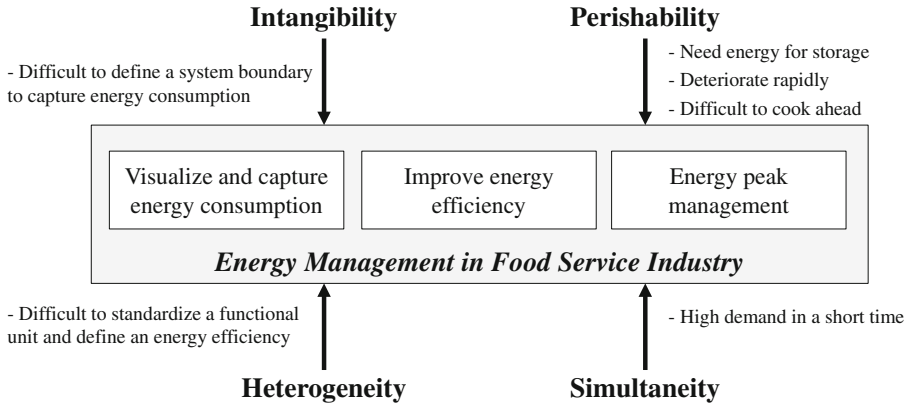 Intangibility
Perishability
- Difficult to define a system boundary
to capture energy consumption
- Need energy for storage
- Deteriorate rapidly
- Difficult to cook ahead
Visualize and capture
energy consumption
Improve energy
efficiency
Energy peak
management
Energy Management in Food Service Industry
- Difficult to standardize a functional
unit and define an energy efficiency
- High demand in a short time
Heterogeneity
Simultaneity